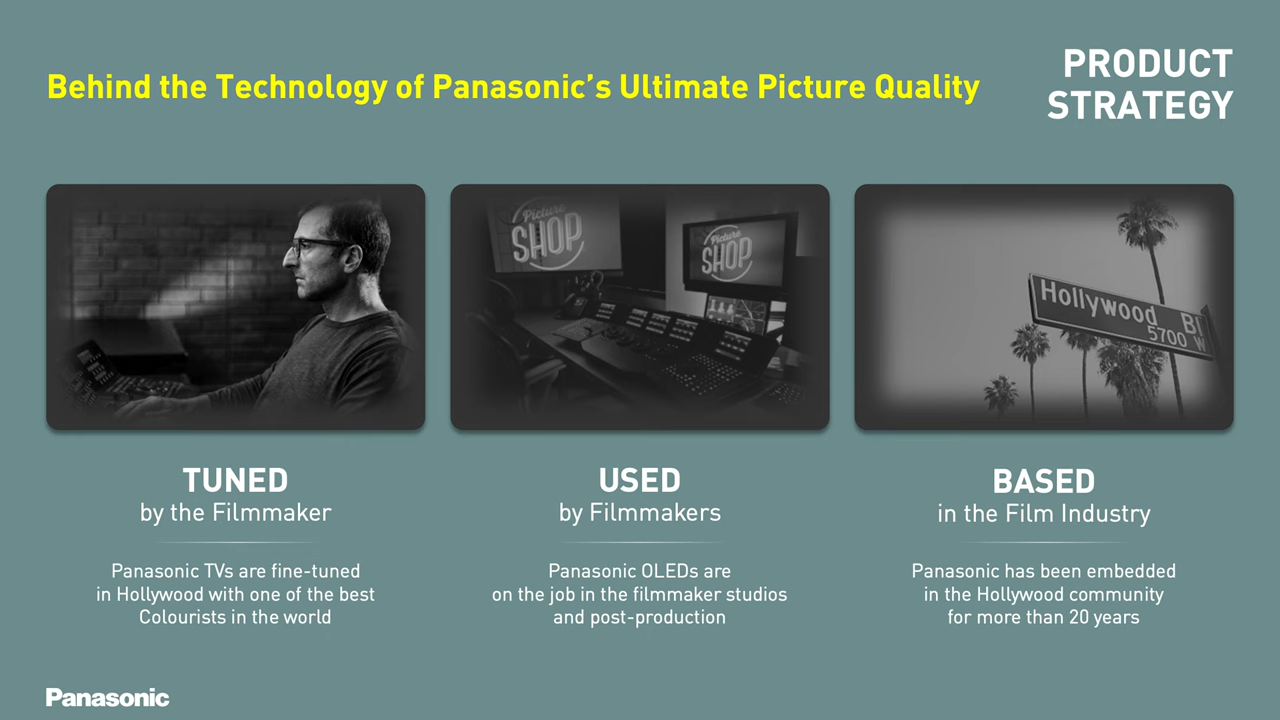 Behind the Technology of Panasonic’s Ultimate Picture Quality
PRODUCT
STRATEGY
Picture
SHOP
Picture
SHOP
Hollywood Bl
5700 W
TUNED
by the Filmmaker
Panasonic TVs are fine-tuned
in Hollywood with one of the best
Colourists in the world
USED
by Filmmakers
Panasonic OLEDs are
on the job in the filmmaker studios
and post-production
BASED
in the Film Industry
Panasonic has been embedded
in the Hollywood community
for more than 20 years
Panasonic